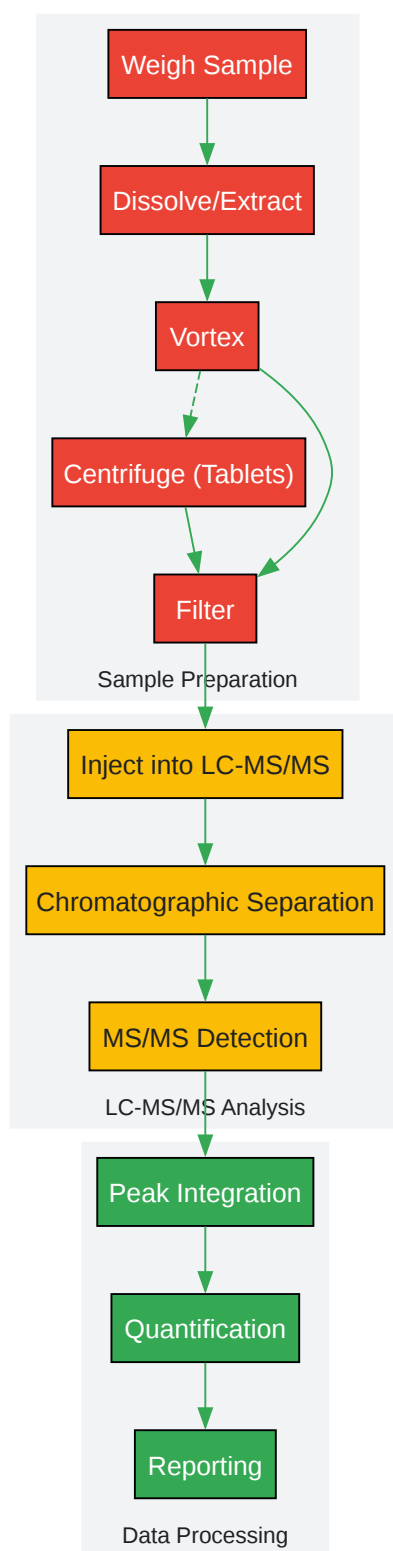 Weigh Sample
Dissolve/Extract
Vortex
Centrifuge (Tablets)
Filter
Sample Preparation
Inject into LC-MS/MS
Chromatographic Separation
MS/MS Detection
LC-MS/MS Analysis
Peak Integration
Quantification
Reporting
Data Processing